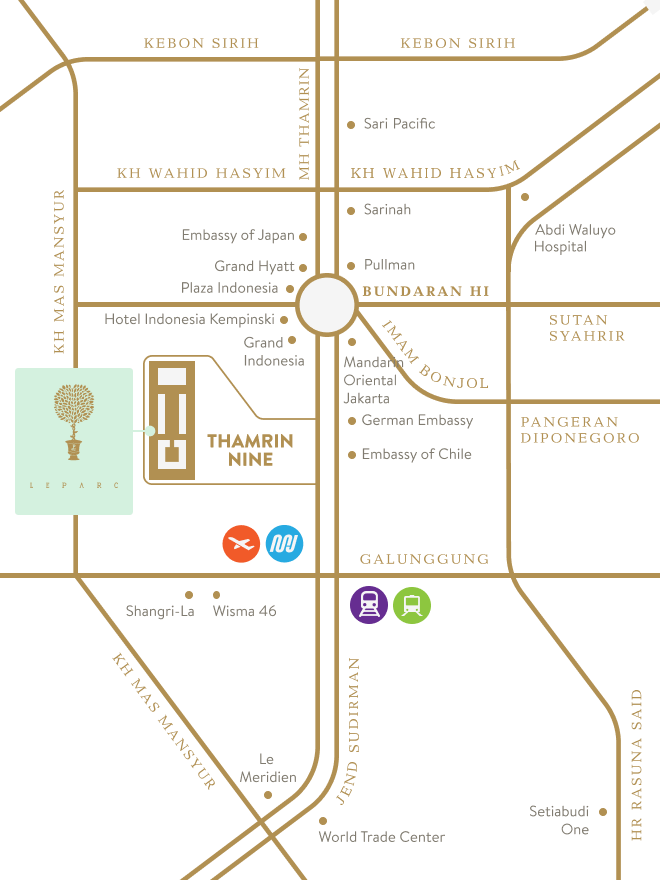 KEBON SIRIH
KEBON SIRIH
MH THAMRIN
Sari Pacific
KH WAHID HASYIM
KH WAHID HASYIM
KH MAS MANSYUR
Sarinah
Abdi Waluyo
Hospital
Embassy of Japan
Grand Hyatt
Pullman
Plaza Indonesia
BUNDARAN HI
Hotel Indonesia Kempinski
SUTAN
SYAHRIR
Grand
Indonesia
IMAM BONJOL
Mandarin
Oriental
Jakarta
German Embassy
PANGERAN
DIPONEGORO
THAMRIN
NINE
Embassy of Chile
LEPARC
GALUNGGUNG
Shangri-La
Wisma 46
KH MAS MANSYUR
JEND SUDIRMAN
HR RASUNA SAID
Le
Meridien
Setiabudi
One
World Trade Center